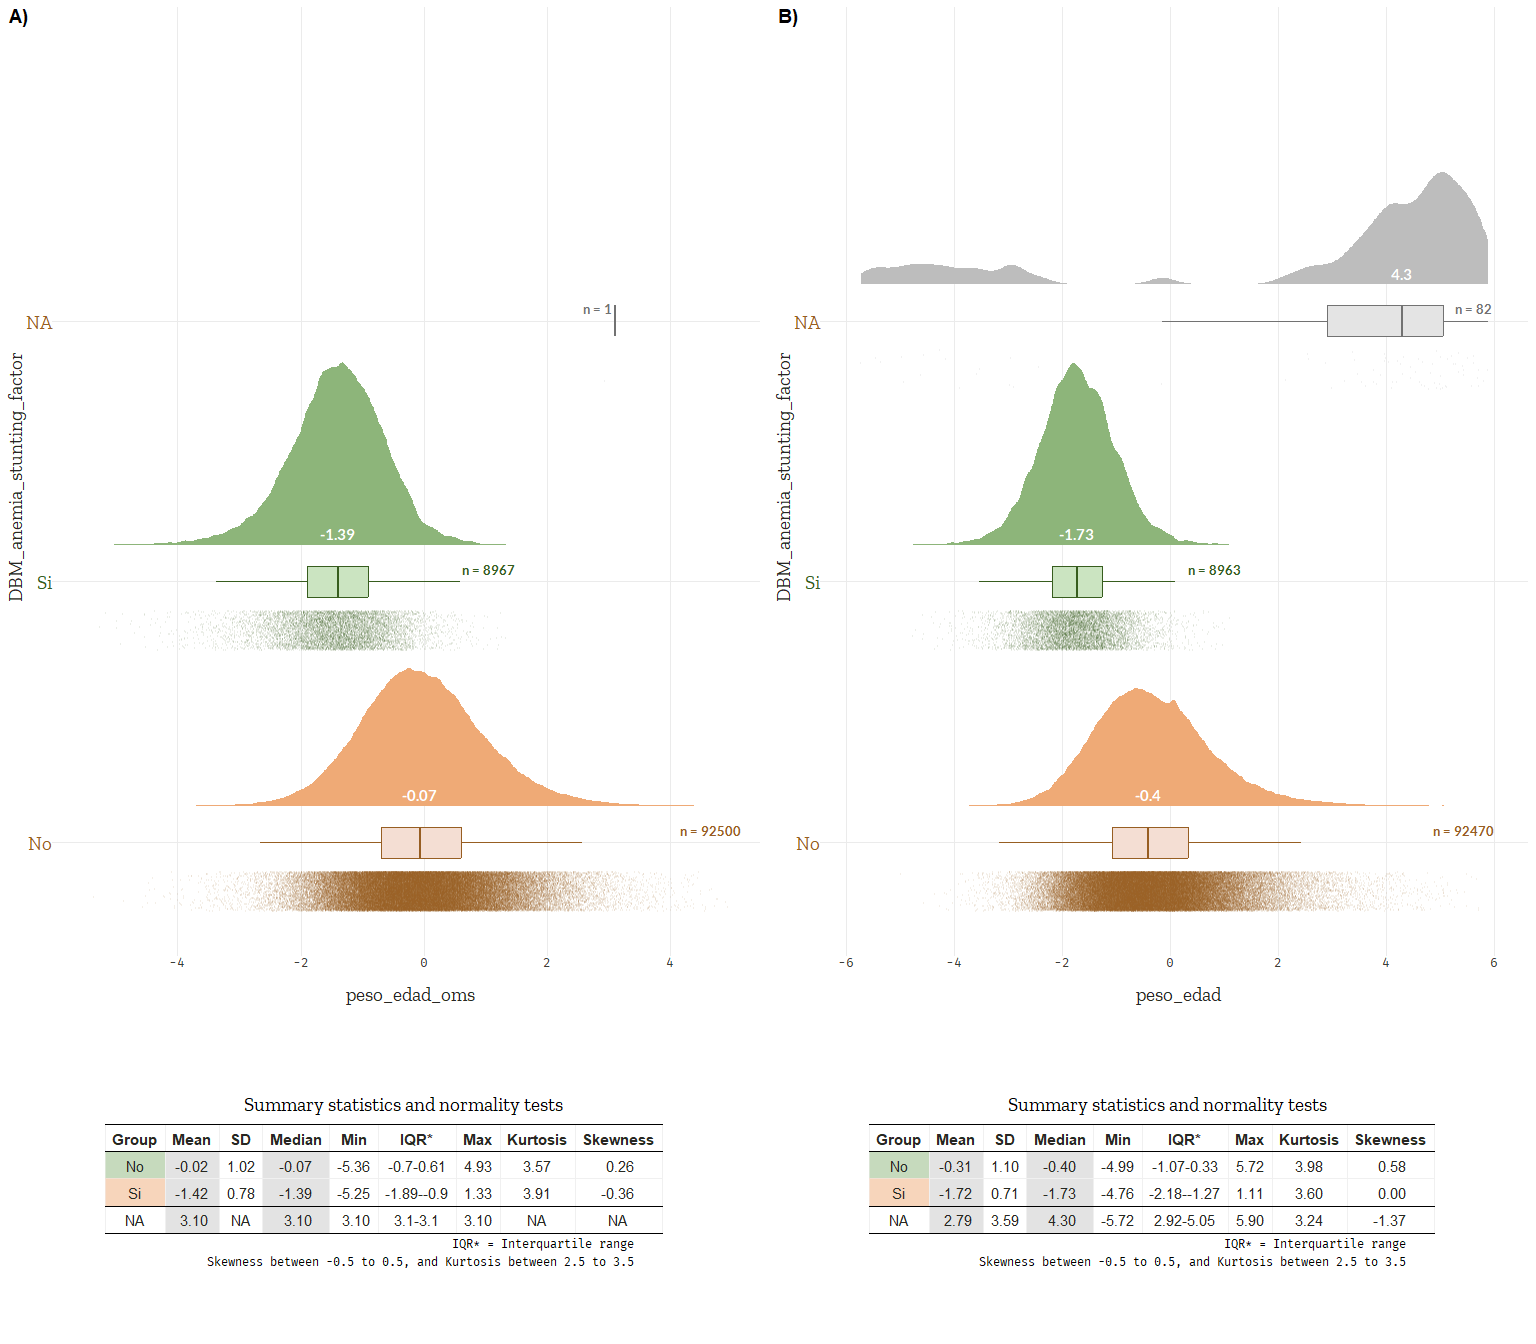 A)
DBM_anemia_stunting_factor
NA
n = 1
-1.39
Si
n = 8967
-0.07
No
n = 92500
-4 -2 0 2 4
peso_edad_oms
Summary statistics and normality tests
Group Mean SD Median Min IQR* Max Kurtosis Skewness
No -0.02 1.02 -0.07 -5.36 -0.7-0.61 4.93 3.57 0.26
Si -1.42 0.78 -1.39 -5.25 -1.89--0.9 1.33 3.91 -0.36
NA 3.10 NA 3.10 3.10 3.1-3.1 3.10 NA NA
IQR* = Interquartile range
Skewness between -0.5 to 0.5, and Kurtosis between 2.5 to 3.5
B)
DBM_anemia_stunting_factor
4.3
NA
n = 82
-1.73
Si
n = 8963
-0.4
No
n = 92470
-6 -4 -2 0 2 4 6
peso_edad
Summary statistics and normality tests
Group Mean SD Median Min IQR* Max Kurtosis Skewness
No -0.31 1.10 -0.40 -4.99 -1.07-0.33 5.72 3.98 0.58
Si -1.72 0.71 -1.73 -4.76 -2.18--1.27 1.11 3.60 0.00
NA 2.79 3.59 4.30 -5.72 2.92-5.05 5.90 3.24 -1.37
IQR* = Interquartile range
Skewness between -0.5 to 0.5, and Kurtosis between 2.5 to 3.5